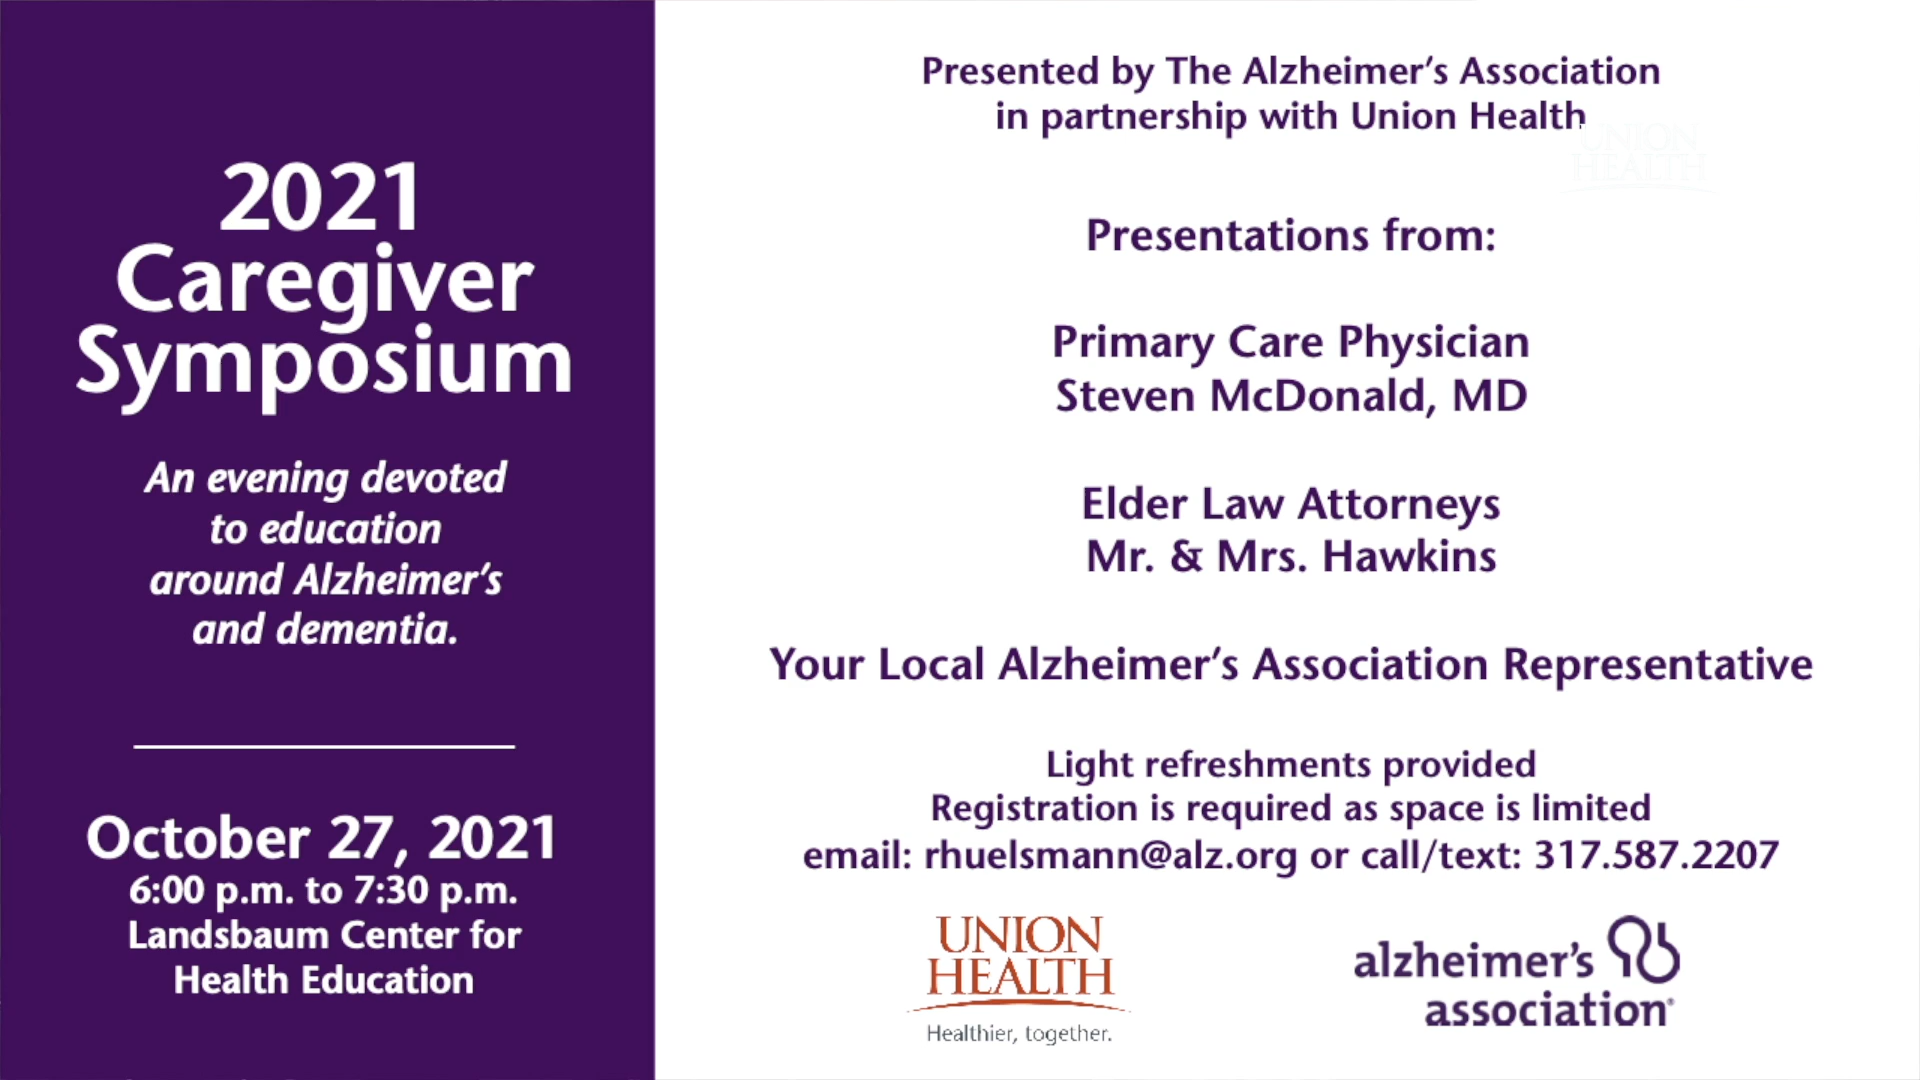 2021
Caregiver
Symposium
An evening devoted
to education
around Alzheimer's
and dementia.
October 27, 2021
6:00 p.m. to 7:30 p.m.
Landsbaum Center for
Health Education
Presented by The Alzheimer's Association
in partnership with Union Health
UNION
HEALTH
Presentations from:
Primary Care Physician
Steven McDonald, MD
Elder Law Attorneys
Mr. & Mrs. Hawkins
Your Local Alzheimer's Association Representative
Light refreshments provided
Registration is required as space is limited
email: rhuelsmann@alz.org or call/text: 317.587.2207
UNION
HEALTH
Healthier, together.
alzheimer's
association®